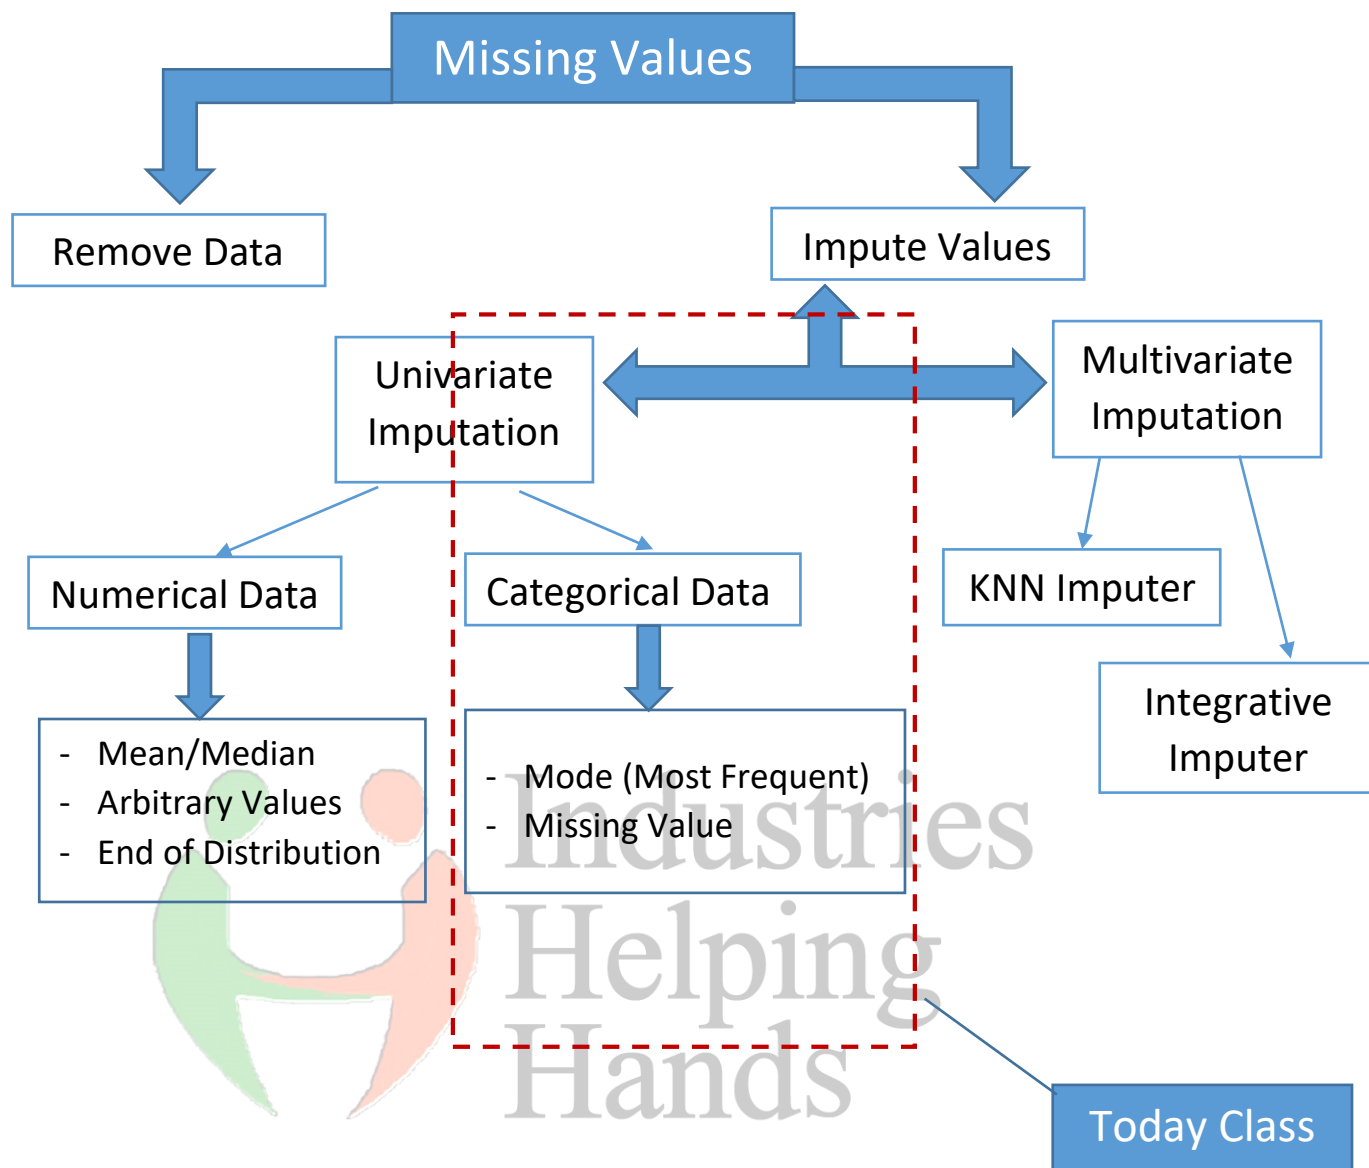 Missing Values
Remove Data
Impute Values
Univariate
Imputation
Multivariate
Imputation
Numerical Data
Categorical Data
KNN Imputer
Integrative
Imputer
- Mean/Median
- Arbitrary Values
- End of Distribution
- Mode (Most Frequent)
- Missing Value
Industries
Helping
Hands
Today Class